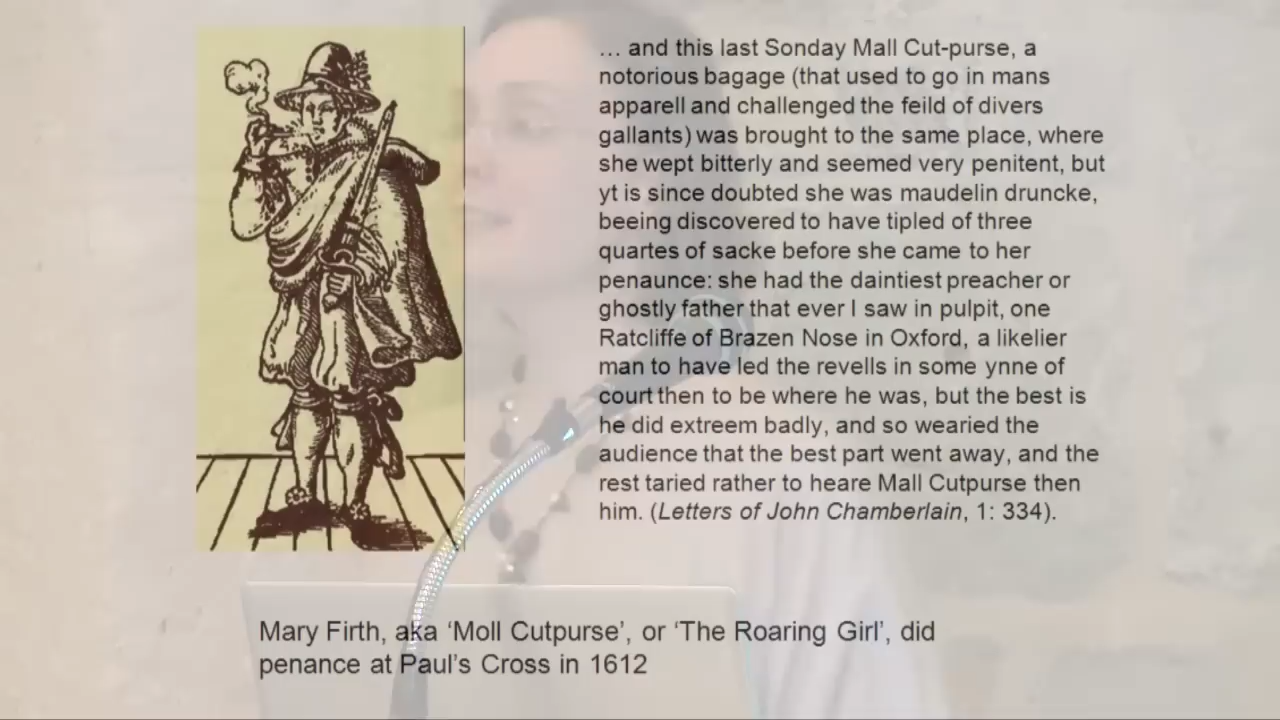 … and this last Sonday Mall Cut-purse, a
notorious bagage (that used to go in mans
apparell and challenged the feild of divers
gallants) was brought to the same place, where
she wept bitterly and seemed very penitent, but
yt is since doubted she was maudelin druncke,
beeing discovered to have tipled of three
quartes of sacke before she came to her
penaunce: she had the daintiest preacher or
ghostly father that ever I saw in pulpit, one
Ratcliffe of Brazen Nose in Oxford, a likelier
man to have led the revells in some ynne of
court then to be where he was, but the best is
he did extreem badly, and so wearied the
audience that the best part went away, and the
rest taried rather to heare Mall Cutpurse then
him. (Letters of John Chamberlain, 1: 334).
Mary Firth, aka ‘Moll Cutpurse’, or ‘The Roaring Girl’, did
penance at Paul’s Cross in 1612